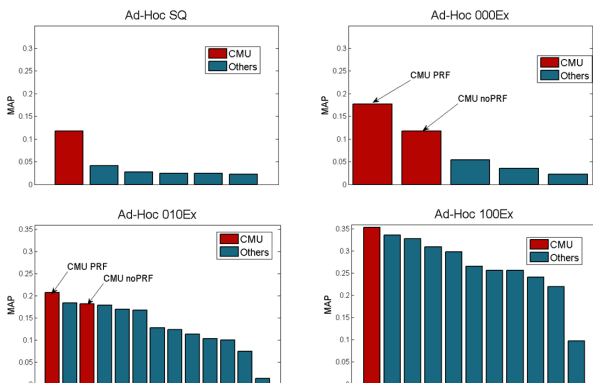 Ad-Hoc SQ
MAP
0.3
0.25
0.2
0.15
0.1
0.05
0
CMU
Others
Ad-Hoc 000Ex
MAP
0.3
0.25
0.2
0.15
0.1
0.05
0
CMU PRF
CMU noPRF
CMU
Others
Ad-Hoc 010Ex
MAP
0.35
0.3
0.25
0.2
0.15
0.1
0.05
CMU PRF
CMU noPRF
CMU
Others
Ad-Hoc 100Ex
MAP
0.35
0.3
0.25
0.2
0.15
0.1
0.05
CMU
Others